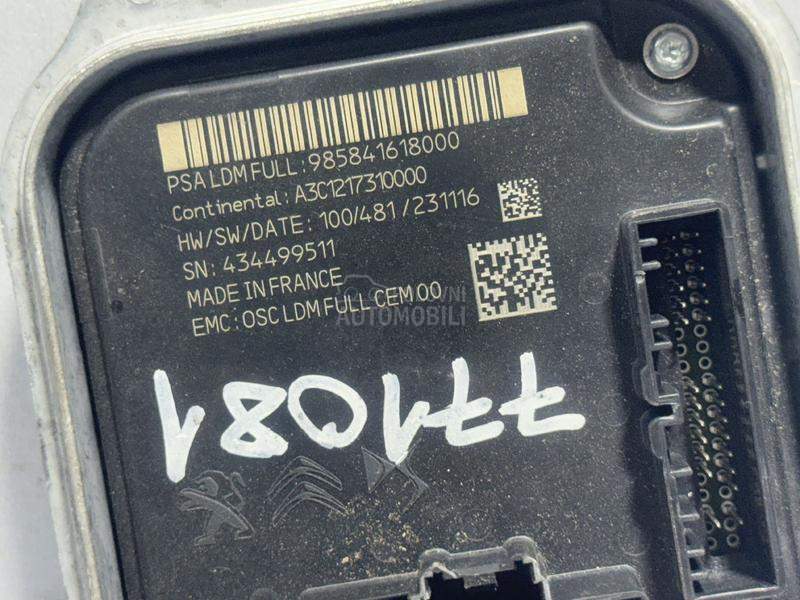 PSA LDM FULL : 985841618000
Continental : A3C1217310000
HW/SW/DATE : 100/481/231116
SN: 434499511
MADE IN FRANCE
EMC : OSC LDM FULL CEM 00
AUTOMOBILI
771081